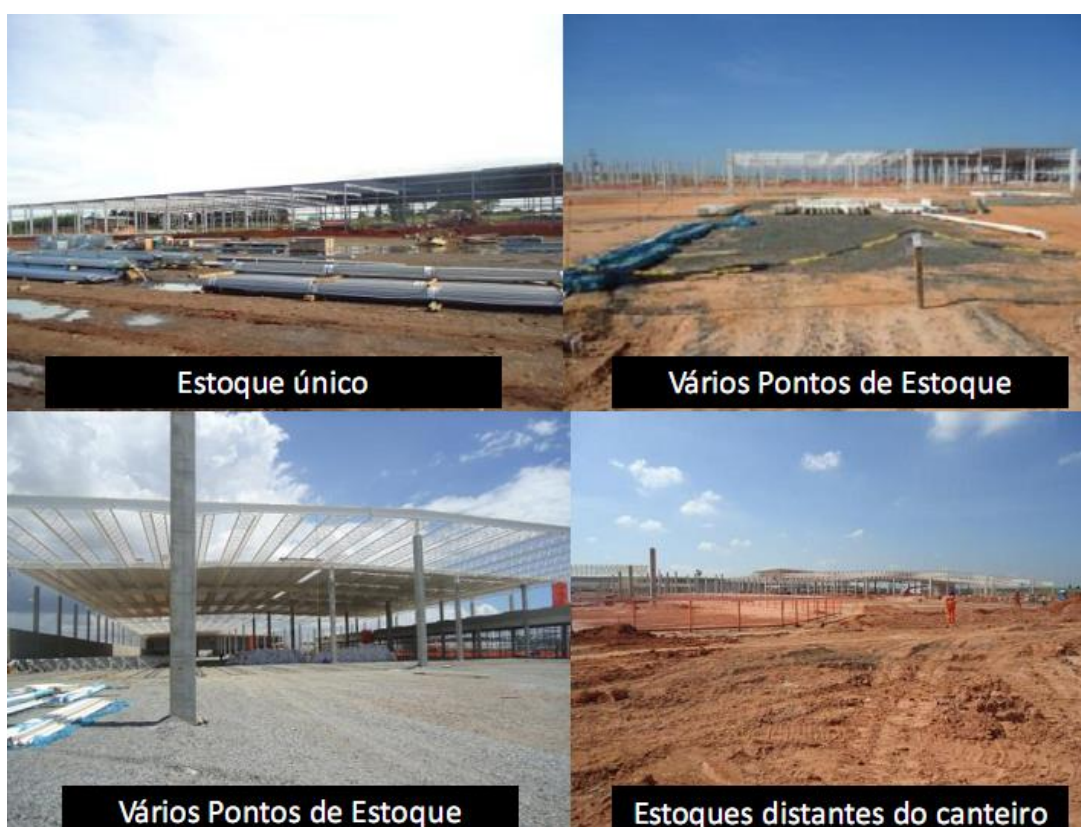 Estoque único
Vários Pontos de Estoque
Vários Pontos de Estoque
Estoques distantes do canteiro